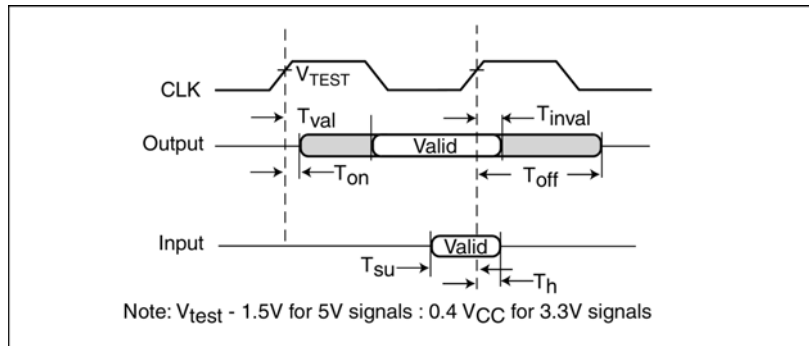 CLK
VTEST
Tval
Tinval
Output
Valid
Ton
Toff
Input
Valid
Tsu
Th
Note: Vtest - 1.5V for 5V signals : 0.4 VCC for 3.3V signals